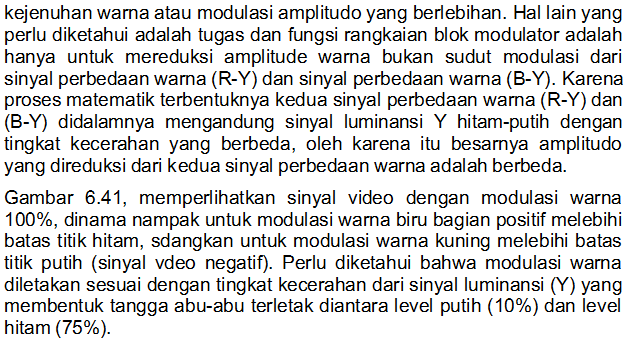 kejenuhan warna atau modulasi amplitudo yang berlebihan. Hal lain yang
perlu diketahui adalah tugas dan fungsi rangkaian blok modulator adalah
hanya untuk mereduksi amplitude warna bukan sudut modulasi dari
sinyal perbedaan warna (R-Y) dan sinyal perbedaan warna (B-Y). Karena
proses matematik terbentuknya kedua sinyal perbedaan warna (R-Y) dan
(B-Y) didalamnya mengandung sinyal luminansi Y hitam-putih dengan
tingkat kecerahan yang berbeda, oleh karena itu besarnya amplitudo
yang direduksi dari kedua sinyal perbedaan warna adalah berbeda.
Gambar 6.41, memperlihatkan sinyal video dengan modulasi warna
100%, dinama nampak untuk modulasi warna biru bagian positif melebihi
batas titik hitam, sdangkan untuk modulasi warna kuning melebihi batas
titik putih (sinyal vdeo negatif). Perlu diketahui bahwa modulasi warna
diletakan sesuai dengan tingkat kecerahan dari sinyal luminansi (Y) yang
membentuk tangga abu-abu terletak diantara level putih (10%) dan level
hitam (75%).